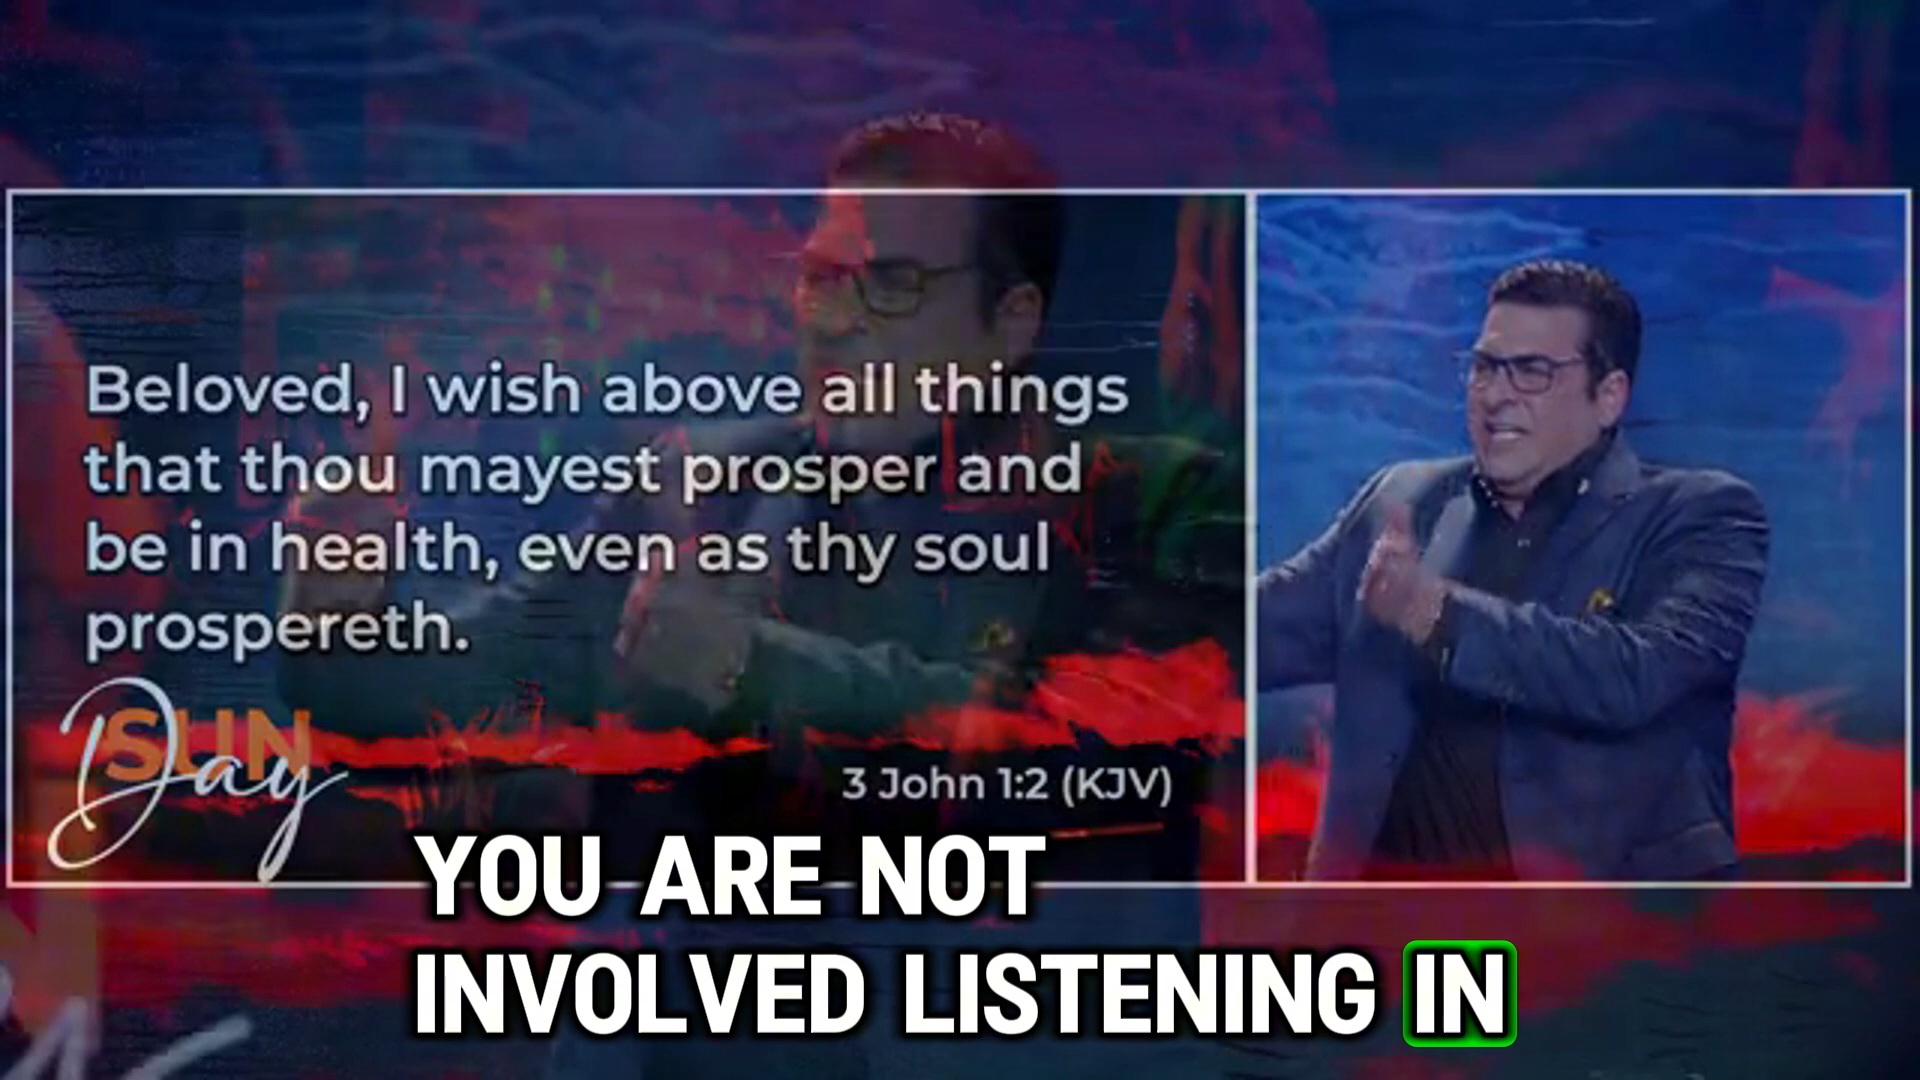 Beloved, I wish above all things
that thou mayest prosper and
be in health, even as thy soul
prospereth.
SUN
Day
3 John 1:2 (KJV)
YOU ARE NOT
INVOLVED LISTENING IN